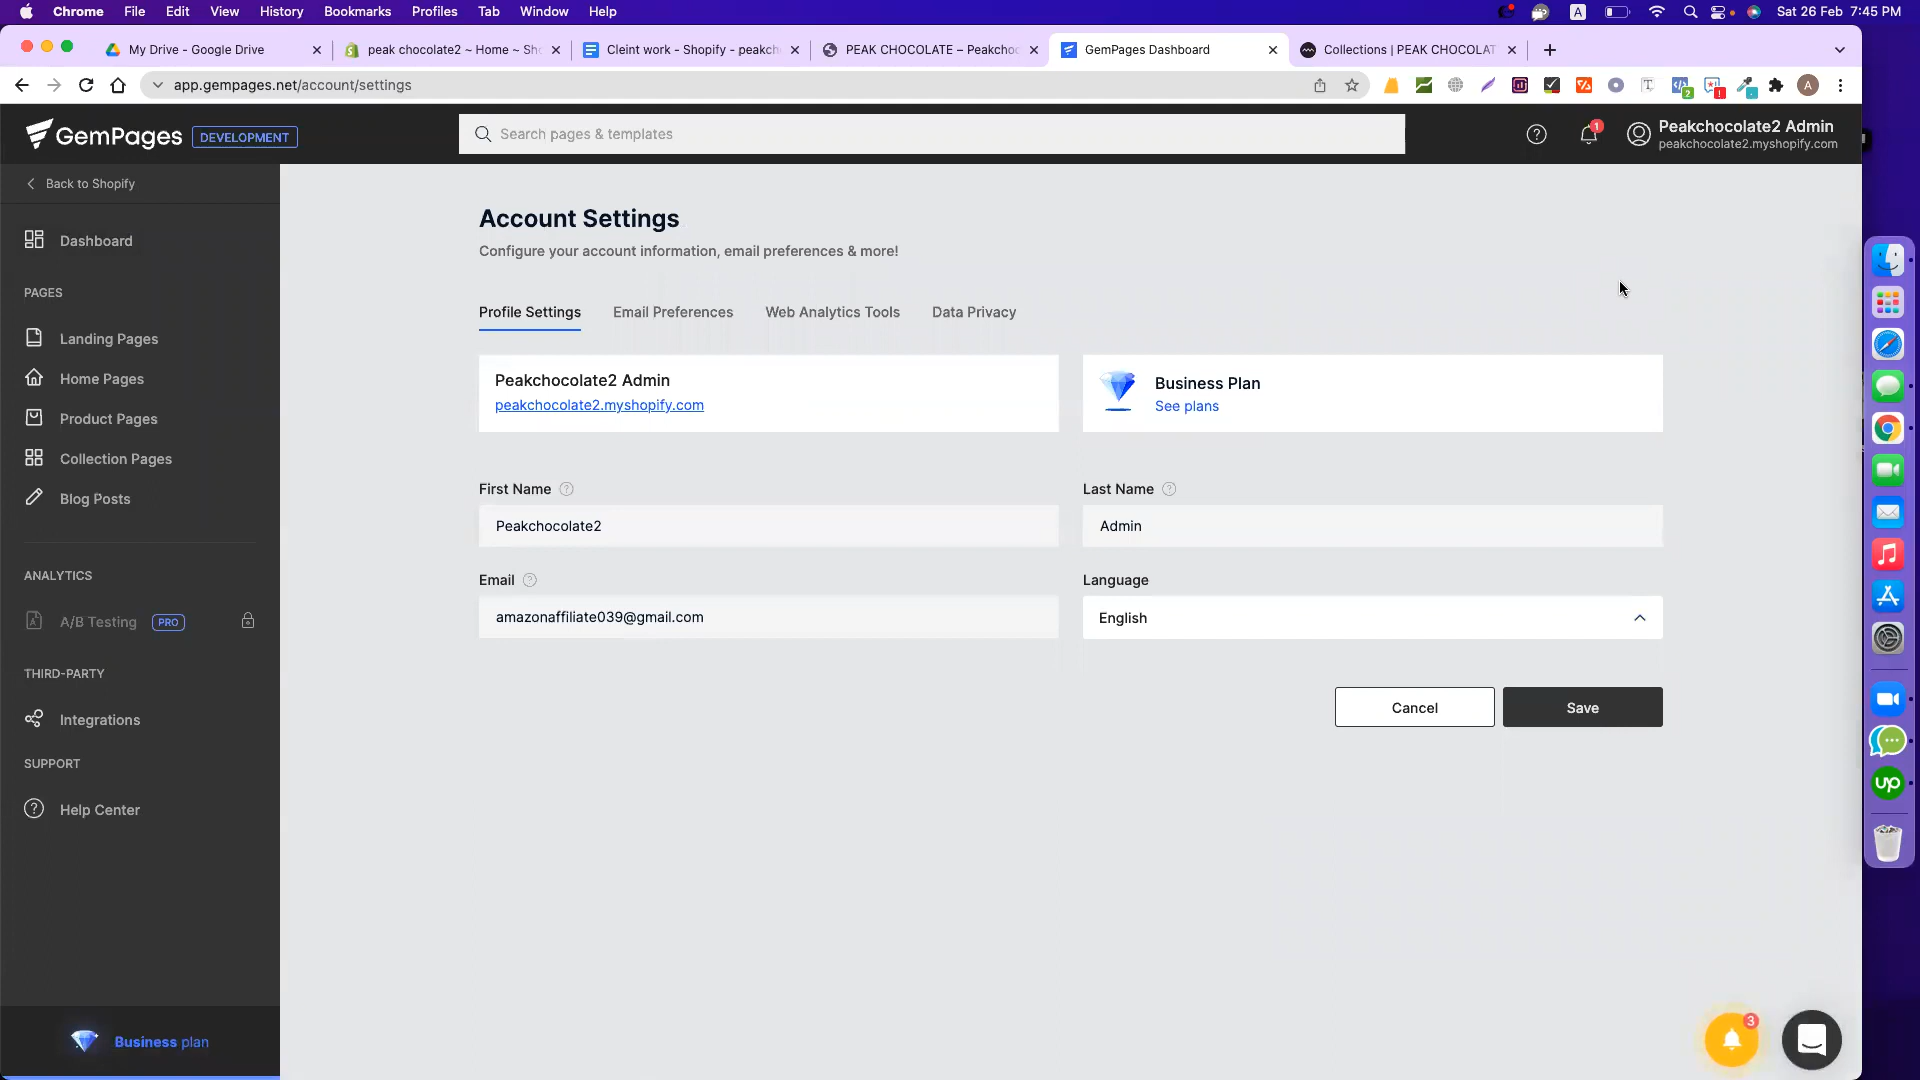 Chrome File Edit View History Bookmarks Profiles Tab Window Help A Sat 26 Feb 7:45 PM
My Drive - Google Drive peak chocolate2 ~ Home ~ Sh Cleint work - Shopify - peakch PEAK CHOCOLATE – Peakchoc GemPages Dashboard Collections | PEAK CHOCOLAT
app.gempages.net/account/settings
GemPages DEVELOPMENT
Search pages & templates
1
Peakchocolate2 Admin
peakchocolate2.myshopify.com
Back to Shopify
Dashboard
PAGES
Landing Pages
Home Pages
Product Pages
Collection Pages
Blog Posts
ANALYTICS
A/B Testing PRO
THIRD-PARTY
Integrations
SUPPORT
Help Center
Business plan
Account Settings
Configure your account information, email preferences & more!
Profile Settings Email Preferences Web Analytics Tools Data Privacy
Peakchocolate2 Admin
peakchocolate2.myshopify.com
Business Plan
See plans
First Name
Peakchocolate2
Last Name
Admin
Email
amazonaffiliate039@gmail.com
Language
English
Cancel
Save
3
up